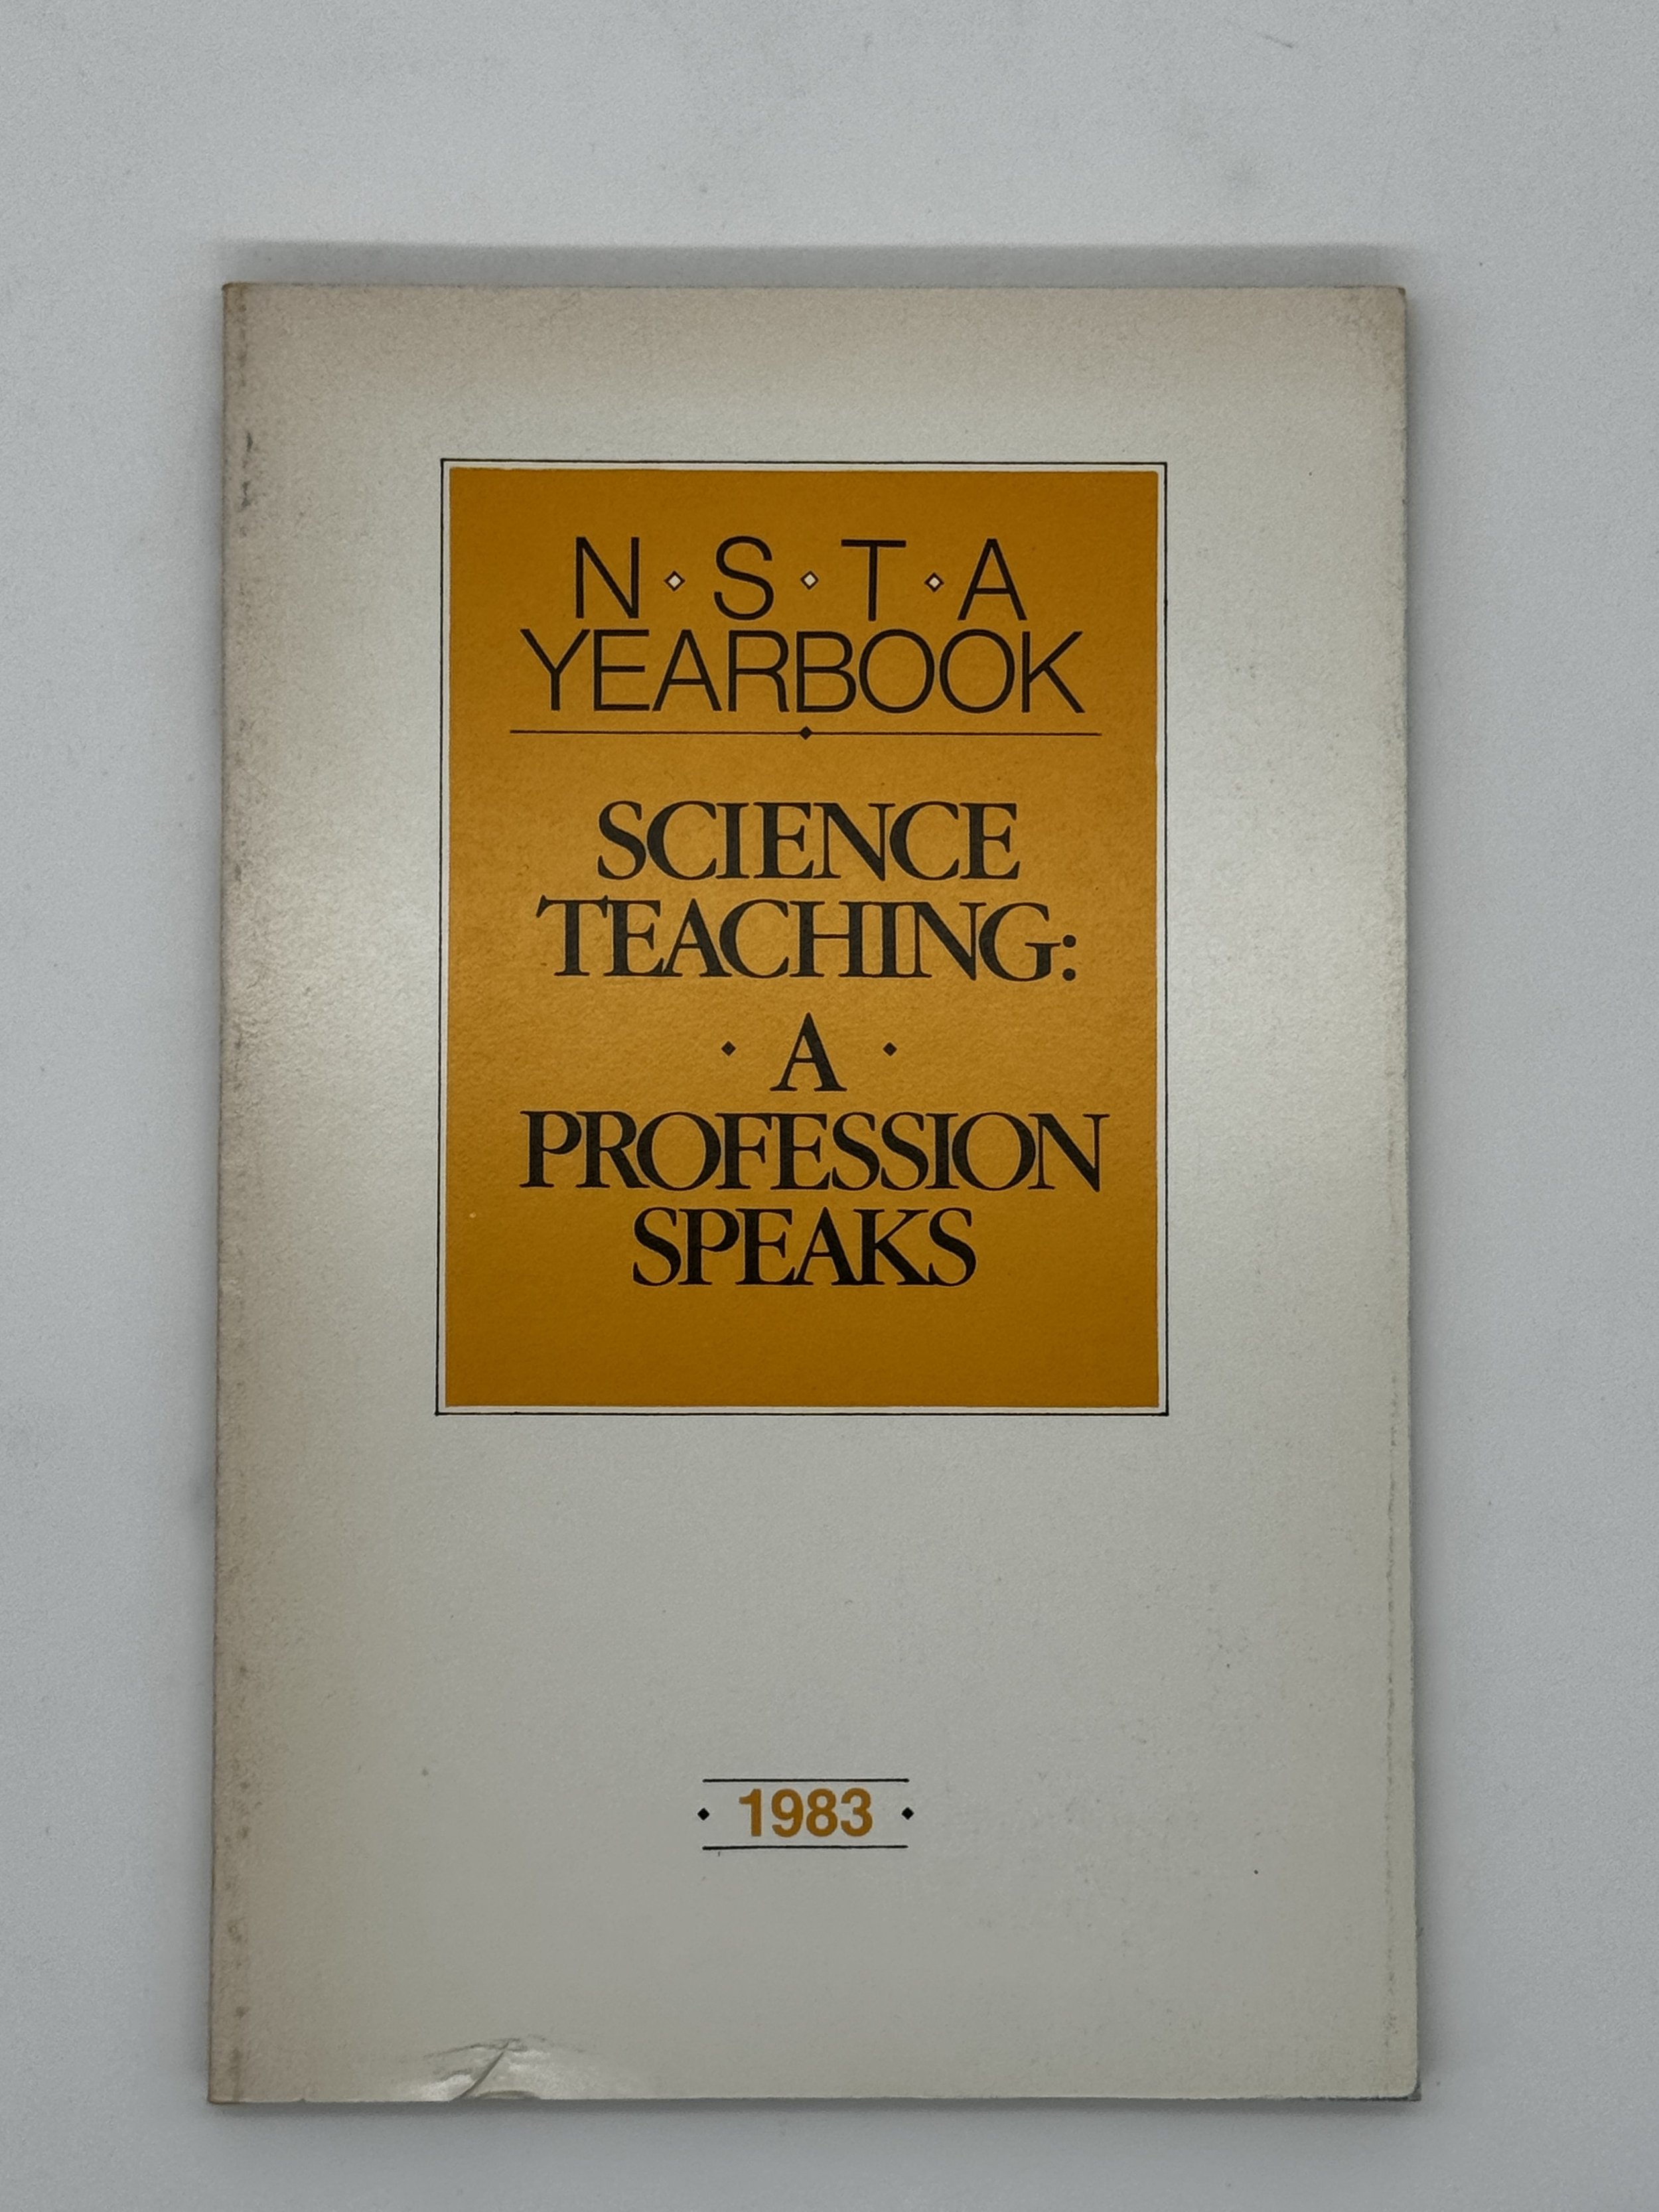 N◇S◇T◇A
YEARBOOK
SCIENCE
TEACHING:
◆ A ◆
PROFESSION
SPEAKS
◆ 1983 ◆